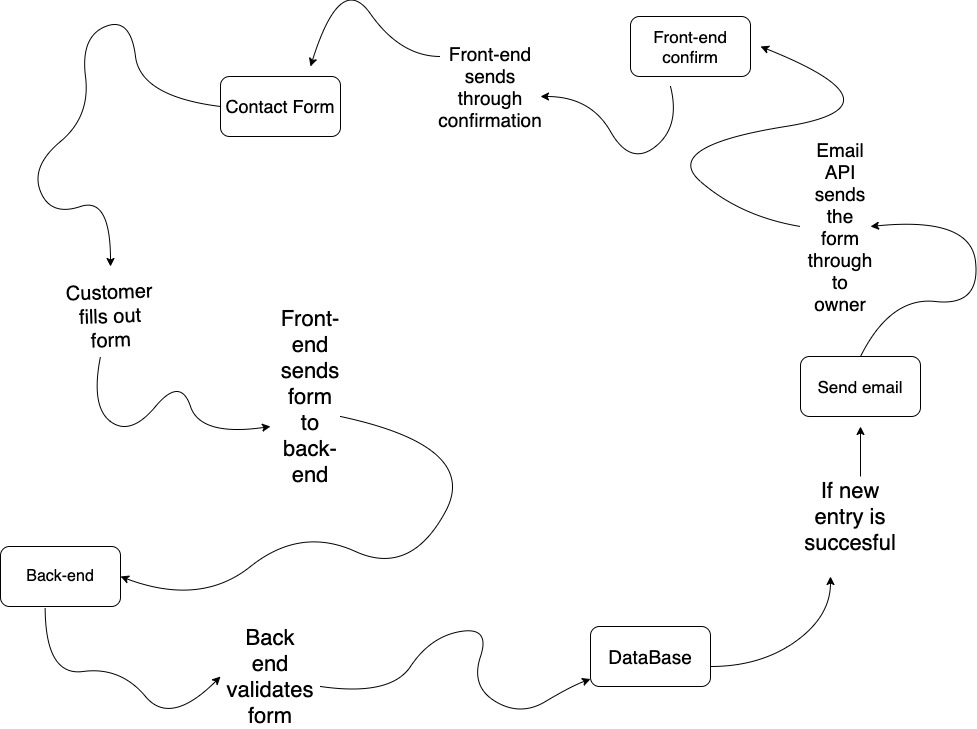 Contact Form
Customer
fills out
form
Front-
end
sends
form
to
back-
end
Back-end
Back
end
validates
form
DataBase
If new
entry is
succesful
Send email
Email
API
sends
the
form
through
to
owner
Front-end
confirm
Front-end
sends
through
confirmation